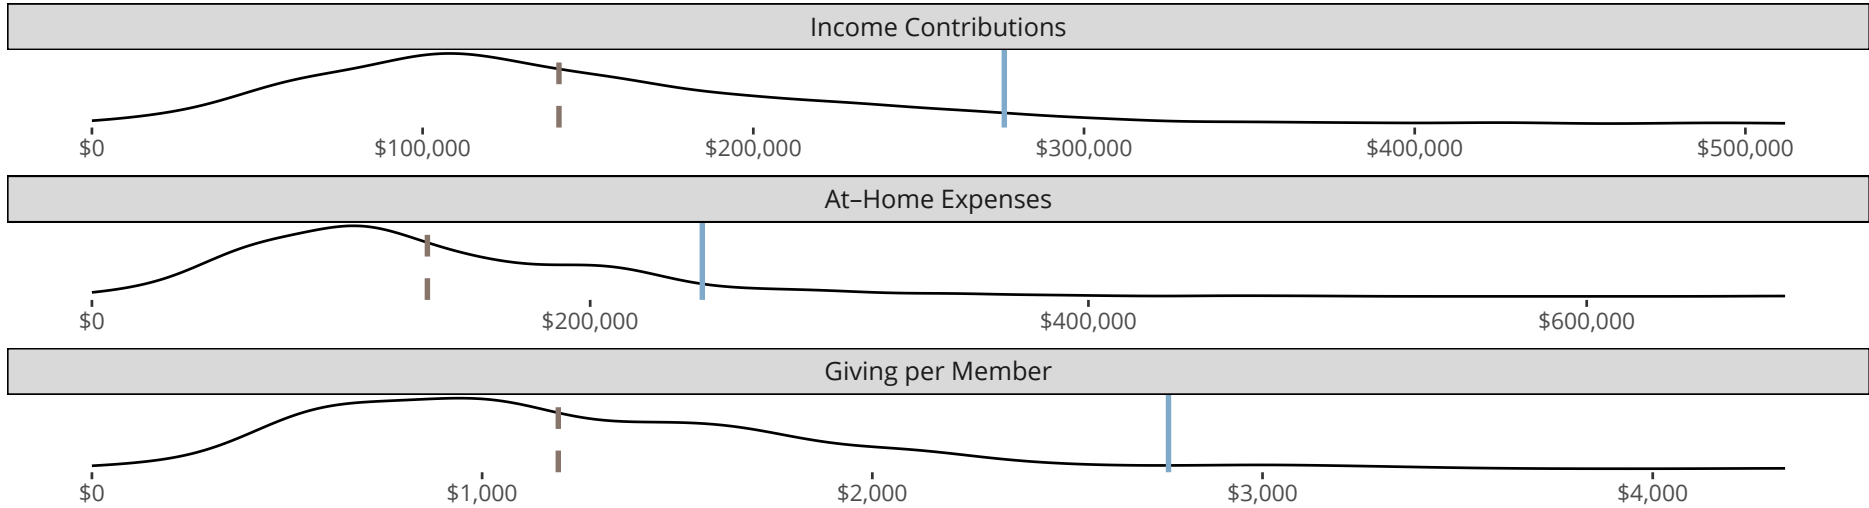 Income Contributions
$0 $100,000 $200,000 $300,000 $400,000 $500,000
At–Home Expenses
$0 $200,000 $400,000 $600,000
Giving per Member
$0 $1,000 $2,000 $3,000 $4,000